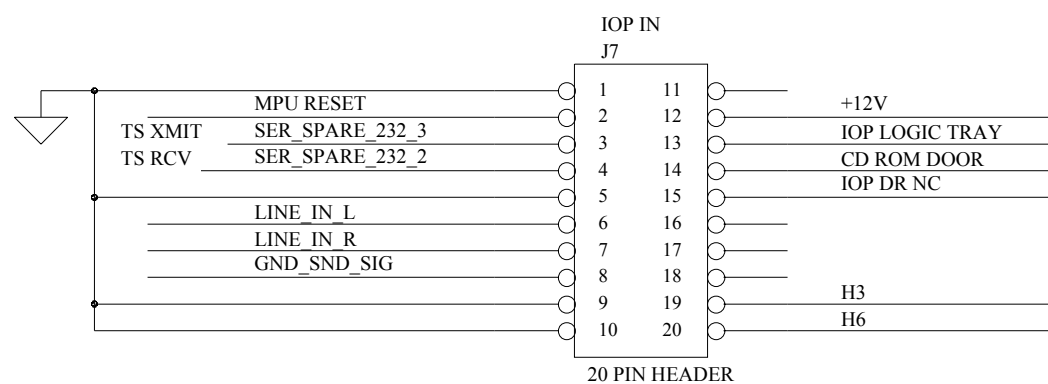 IOP IN
J7
1 11
MPU RESET 2 12 +12V
TS XMIT SER_SPARE_232_3 3 13 IOP LOGIC TRAY
TS RCV SER_SPARE_232_2 4 14 CD ROM DOOR
5 15 IOP DR NC
LINE_IN_L 6 16
LINE_IN_R 7 17
GND_SND_SIG 8 18
9 19 H3
10 20 H6
20 PIN HEADER